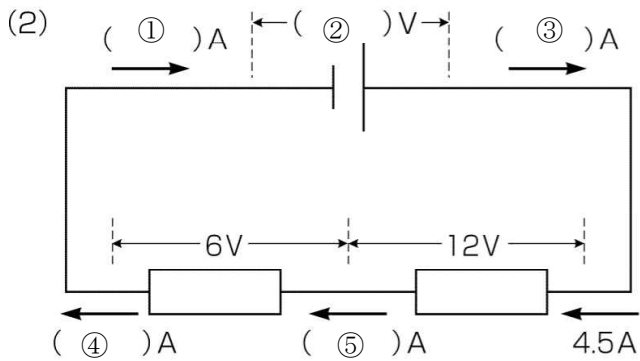 (2)
( ① )A
( ② )V
( ③ )A
6V
12V
( ④ )A
( ⑤ )A
4.5A